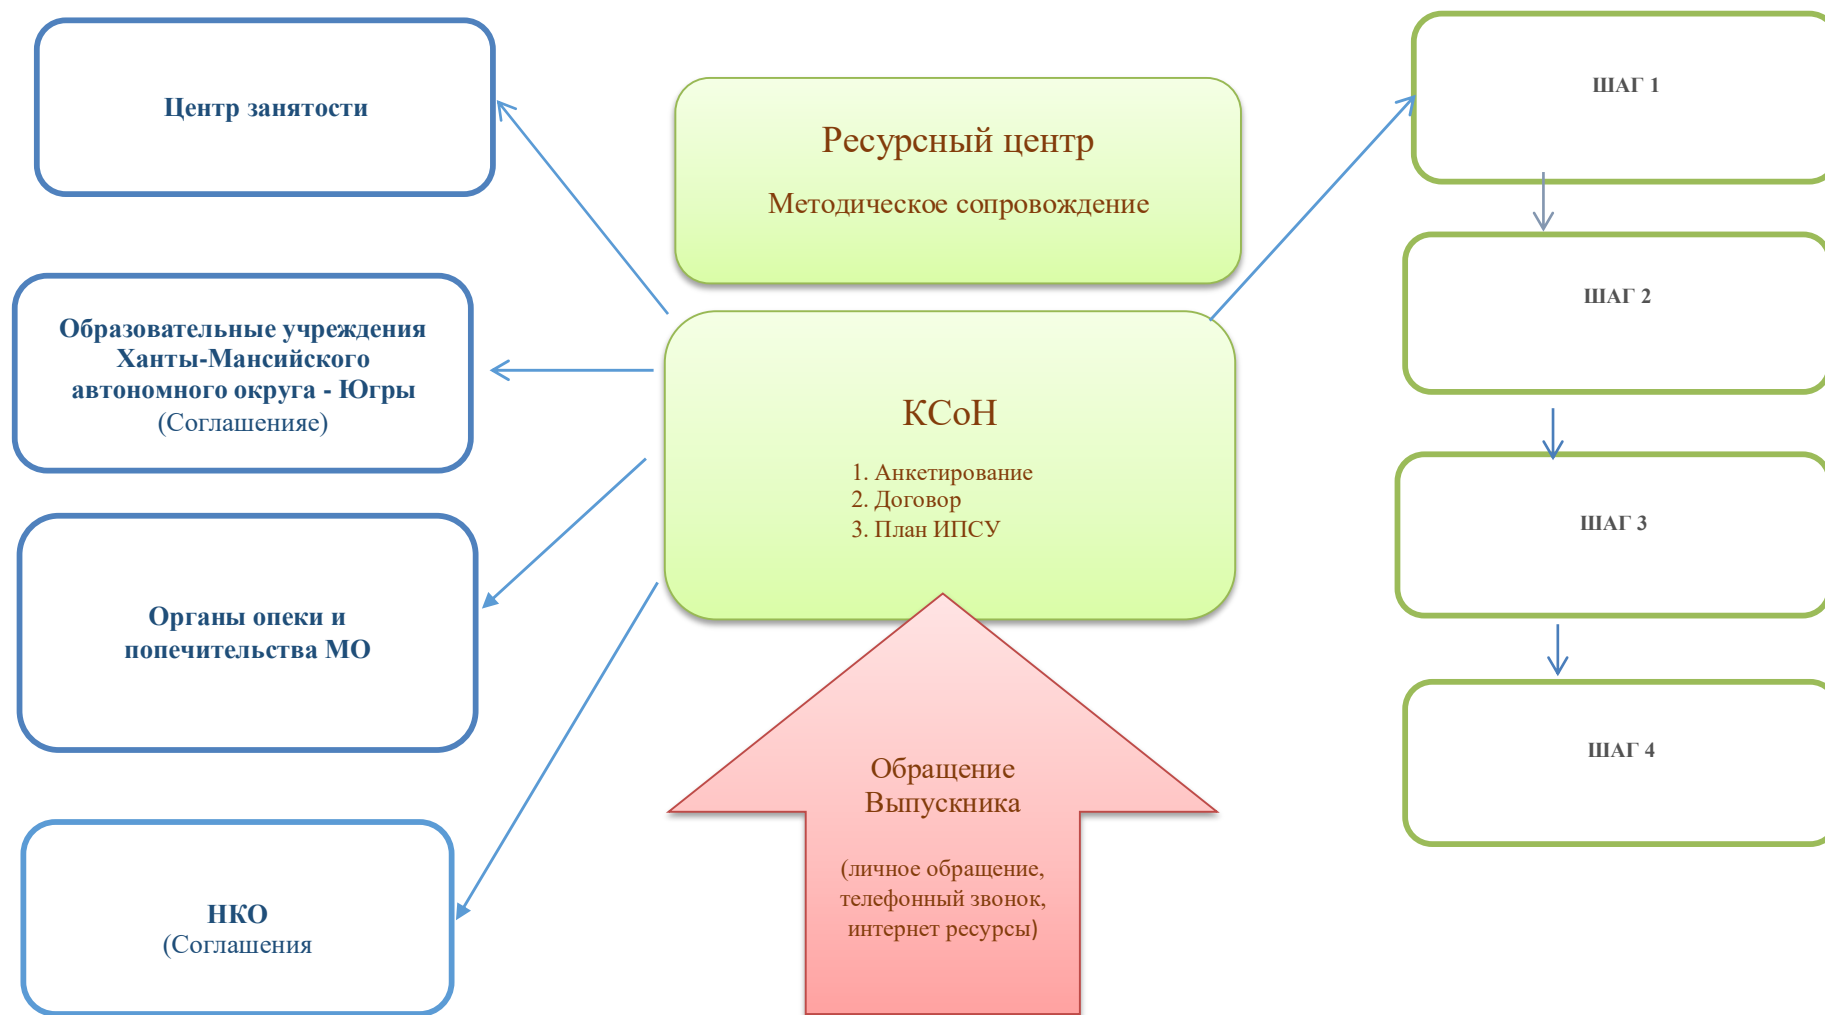 Центр занятости
Образовательные учреждения
Ханты-Мансийского
автономного округа - Югры
(Соглашенияе)
Органы опеки и
попечительства МО
НКО
(Соглашения
Ресурсный центр
Методическое сопровождение
КСоН
1. Анкетирование
2. Договор
3. План ИПСУ
Обращение
Выпускника
(личное обращение,
телефонный звонок,
интернет ресурсы)
ШАГ 1
ШАГ 2
ШАГ 3
ШАГ 4